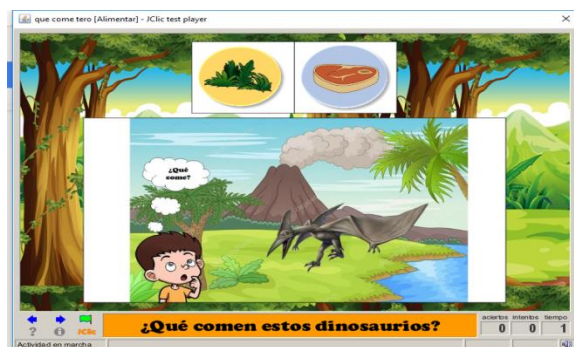 que come tero [Alimentar] - JClic test player
¿Qué
come?
¿Qué comen estos dinosaurios?
aciertos intentos tiempo
0 0 1
JClic
Actividad en marcha